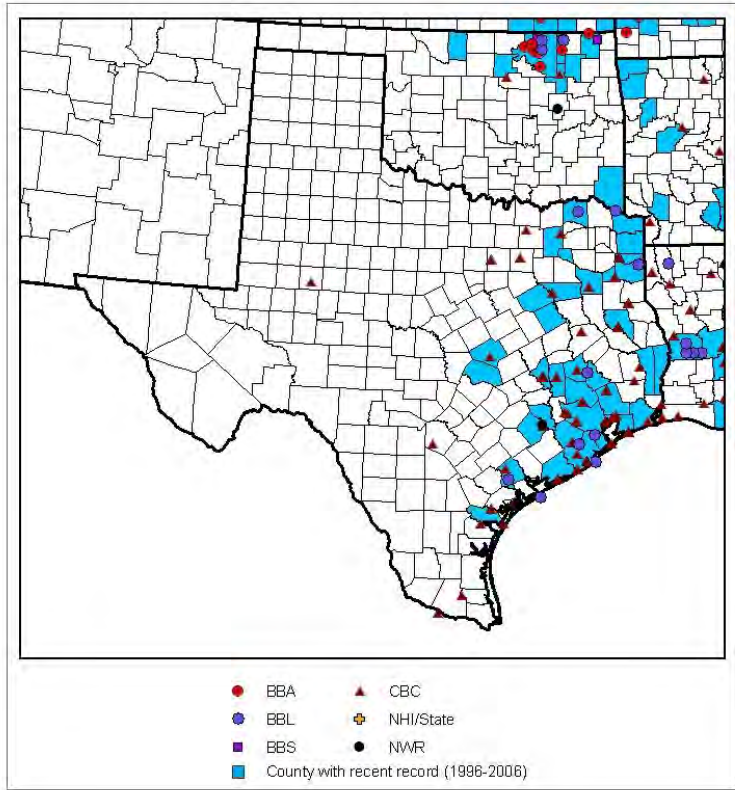 BBA
CBC
BBL
NHI/State
BBS
NWR
County with recent record (1996-2006)